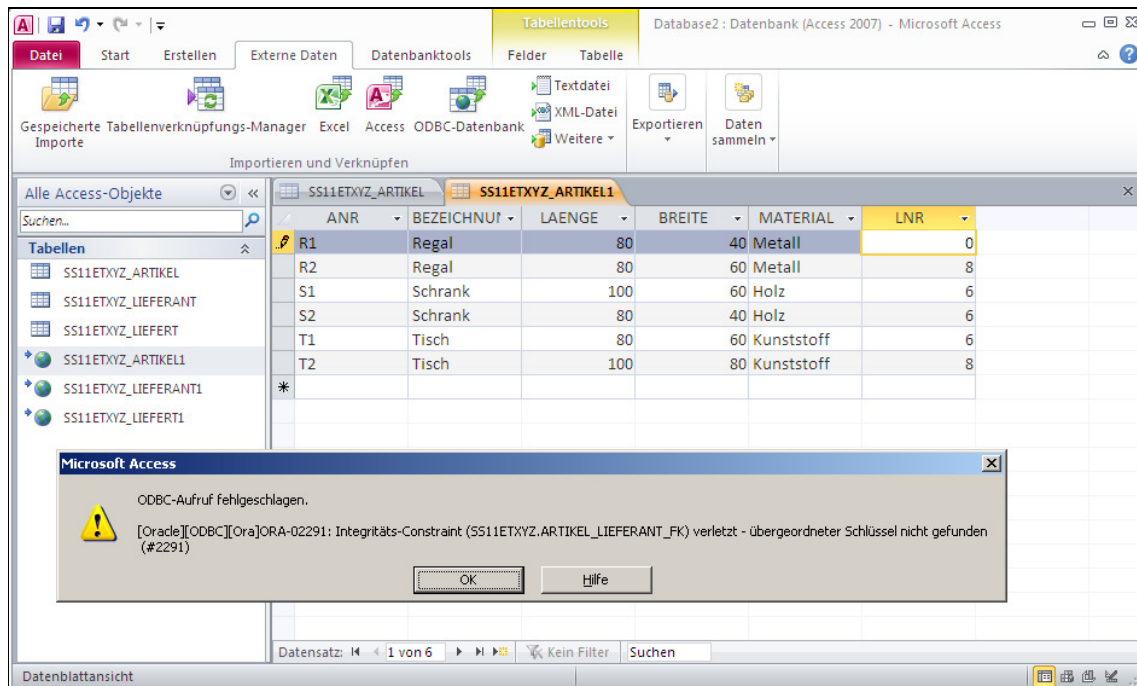 Tabellentools
Database2 : Datenbank (Access 2007) - Microsoft Access
Datei Start Erstellen Externe Daten Datenbanktools Felder Tabelle
Gespeicherte Importe
Tabellenverknüpfungs-Manager
Excel
Access
ODBC-Datenbank
Textdatei
XML-Datei
Weitere
Exportieren
Daten sammeln
Importieren und Verknüpfen
Alle Access-Objekte
Suchen...
Tabellen
SS11ETXYZ_ARTIKEL
SS11ETXYZ_LIEFERANT
SS11ETXYZ_LIEFERT
SS11ETXYZ_ARTIKEL1
SS11ETXYZ_LIEFERANT1
SS11ETXYZ_LIEFERT1
SS11ETXYZ_ARTIKEL SS11ETXYZ_ARTIKEL1
ANR BEZEICHNUI LAENGE BREITE MATERIAL LNR
R1 Regal 80 40 Metall 0
R2 Regal 80 60 Metall 8
S1 Schrank 100 60 Holz 6
S2 Schrank 80 40 Holz 6
T1 Tisch 80 60 Kunststoff 6
T2 Tisch 100 80 Kunststoff 8
Microsoft Access
ODBC-Aufruf fehlgeschlagen.
[Oracle][ODBC][Ora]ORA-02291: Integritäts-Constraint (SS11ETXYZ.ARTIKEL_LIEFERANT_FK) verletzt - übergeordneter Schlüssel nicht gefunden
(#2291)
OK Hilfe
Datensatz: 1 von 6 Kein Filter Suchen
Datenblattansicht